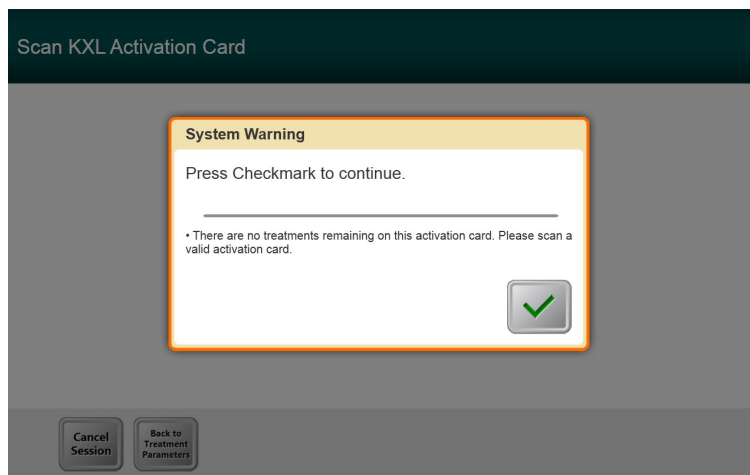 Scan KXL Activation Card
System Warning
Press Checkmark to continue.
• There are no treatments remaining on this activation card. Please scan a
valid activation card.
Cancel
Session
Back to
Treatment
Parameters